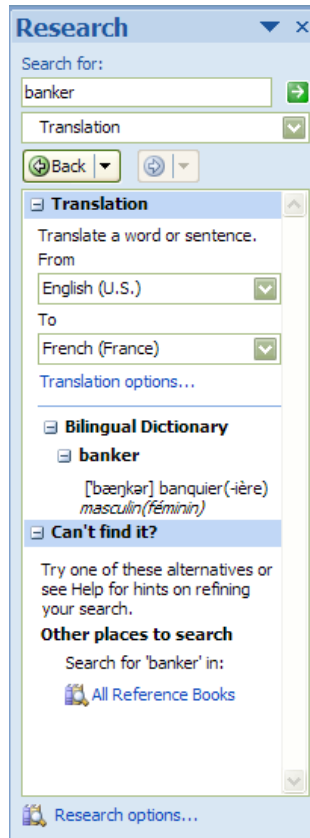 Research
Search for:
banker
Translation
Back
Translation
Translate a word or sentence.
From
English (U.S.)
To
French (France)
Translation options...
Bilingual Dictionary
banker
['bæŋkər] banquier(-ière)
masculin(féminin)
Can't find it?
Try one of these alternatives or
see Help for hints on refining
your search.
Other places to search
Search for 'banker' in:
All Reference Books
Research options...